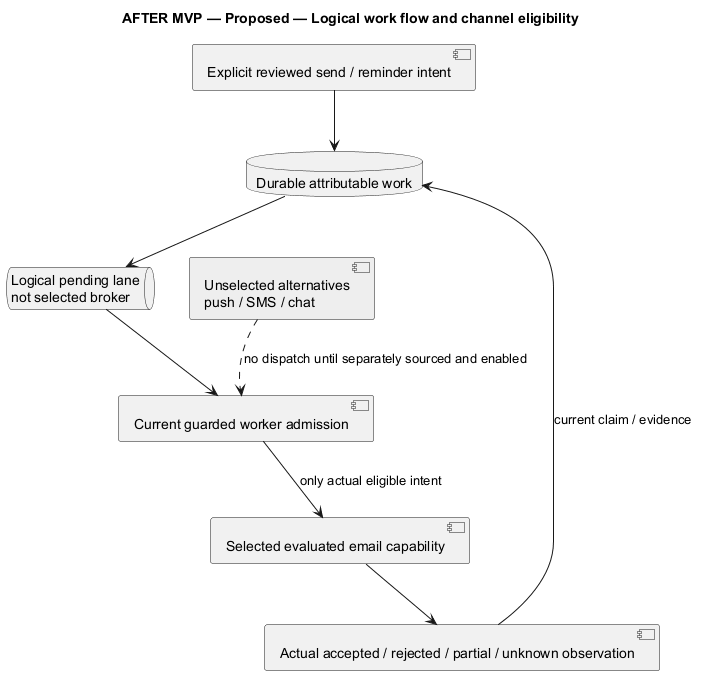 AFTER MVP — Proposed — Logical work flow and channel eligibility
Explicit reviewed send / reminder intent
Durable attributable work
Logical pending lane
not selected broker
Unselected alternatives
push / SMS / chat
no dispatch until separately sourced and enabled
Current guarded worker admission
current claim / evidence
only actual eligible intent
Selected evaluated email capability
Actual accepted / rejected / partial / unknown observation